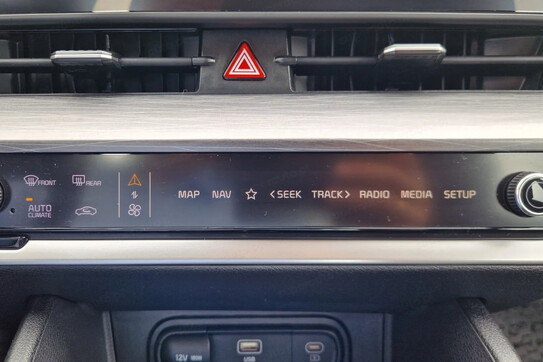 FRONT REAR
MAP NAV ☆ < SEEK TRACK > RADIO MEDIA SETUP
AUTO
CLIMATE
12V USB